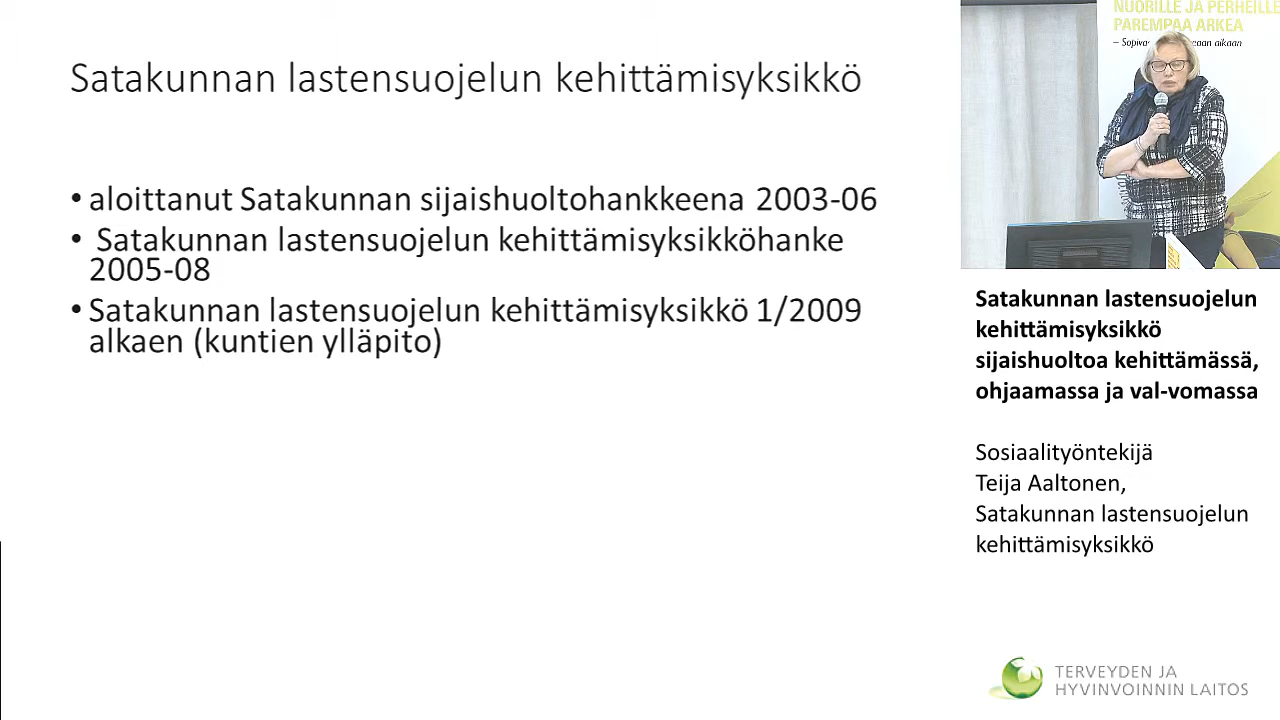 Satakunnan lastensuojelun kehittämisyksikkö
• aloittanut Satakunnan sijaishuoltohankkeena 2003-06
• Satakunnan lastensuojelun kehittämisyksikköhanke
2005-08
• Satakunnan lastensuojelun kehittämisyksikkö 1/2009
alkaen (kuntien ylläpito)
NUORILLE JA PERHEILLE
PAREMPAA ARKEA
aikaan
Satakunnan lastensuojelun
kehittämisyksikkö
sijaishuoltoa kehittämässä,
ohjaamassa ja val-vomassa
Sosiaalityöntekijä
Teija Aaltonen,
Satakunnan lastensuojelun
kehittämisyksikkö
TERVEYDEN JA
HYVINVOINNIN LAITOS